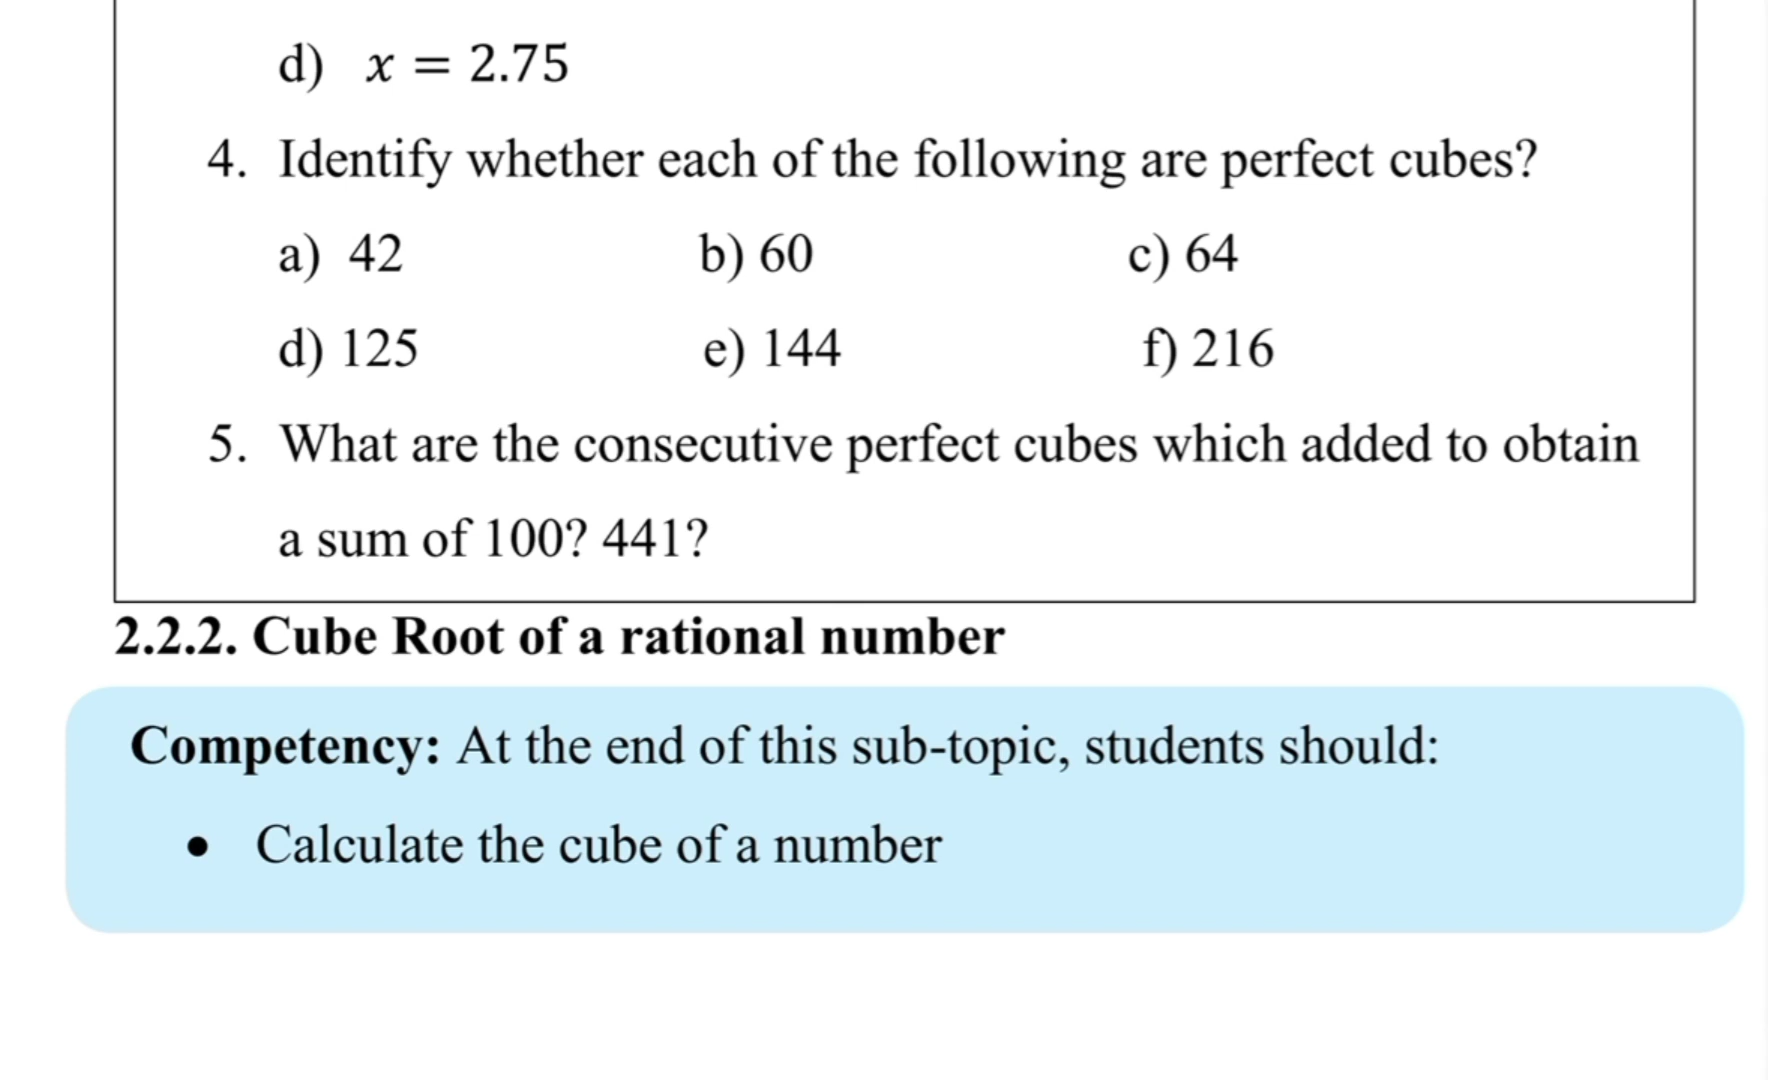 d) x = 2.75
4. Identify whether each of the following are perfect cubes?
a) 42 b) 60 c) 64
d) 125 e) 144 f) 216
5. What are the consecutive perfect cubes which added to obtain
a sum of 100? 441?
2.2.2. Cube Root of a rational number
Competency: At the end of this sub-topic, students should:
• Calculate the cube of a number